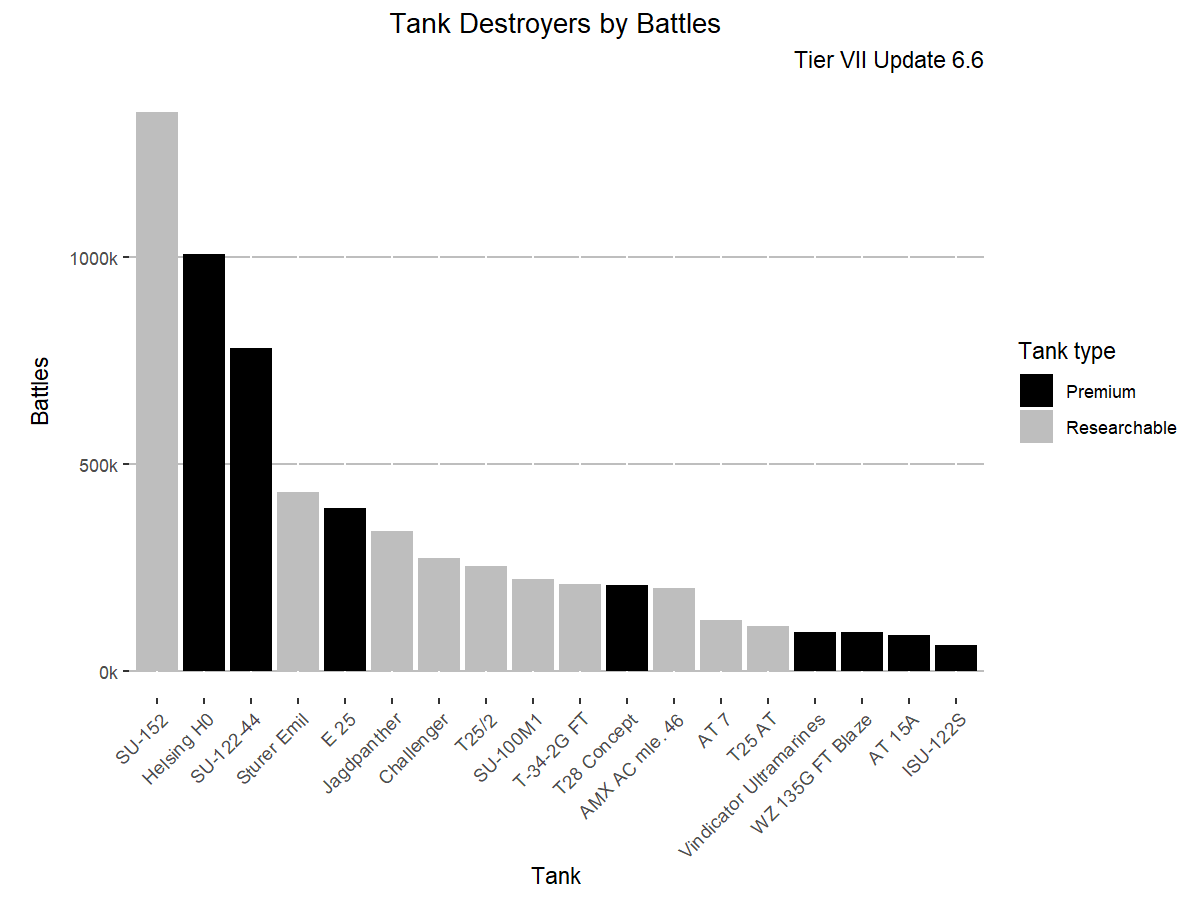 Tank Destroyers by Battles
Tier VII Update 6.6
Battles
1000k
500k
0k
SU-152
Helsing H0
SU-122-44
Sturer Emil
E 25
Jagdpanther
Challenger
T25/2
SU-100M1
T-34-2G FT
T28 Concept
AMX AC mle. 46
AT 7
T25 AT
Vindicator Ultramarines
WZ 135G FT Blaze
AT 15A
ISU-122S
Tank
Tank type
Premium
Researchable